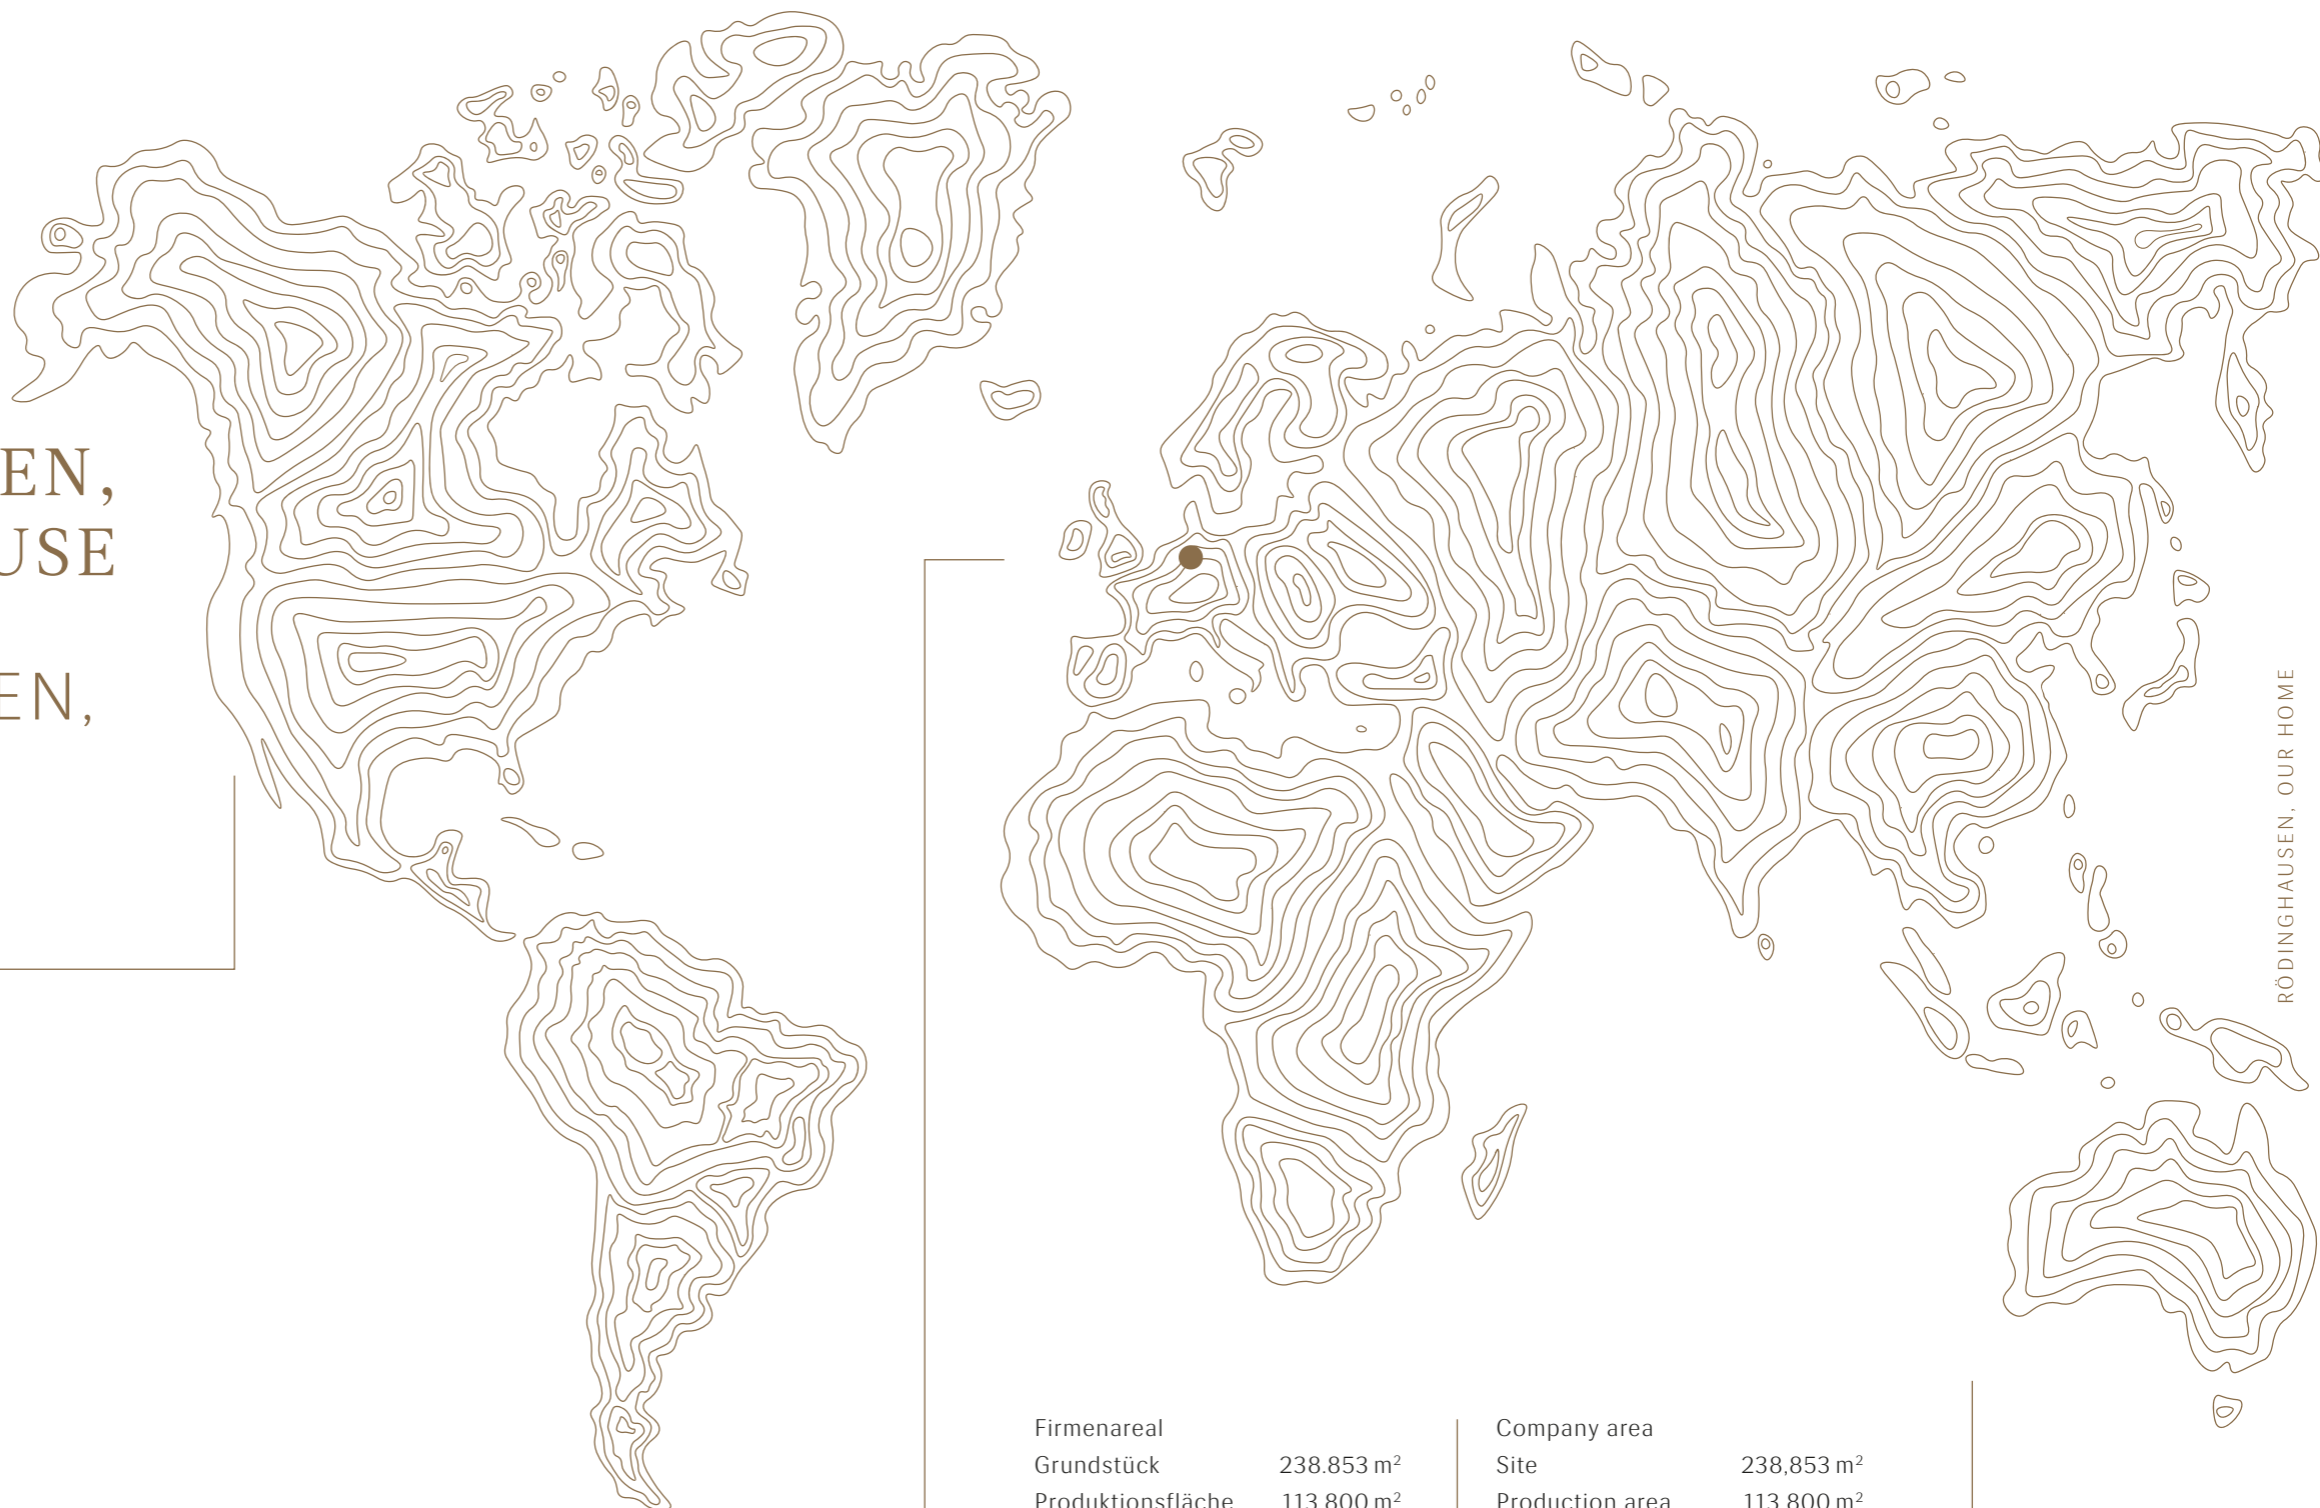 EN,
USE
EN,
RÖDINGHAUSEN, OUR HOME
Firmenareal
Grundstück 238.853 m²
Produktionsfläche 113.800 m²
Company area
Site 238,853 m²
Production area 113,800 m²